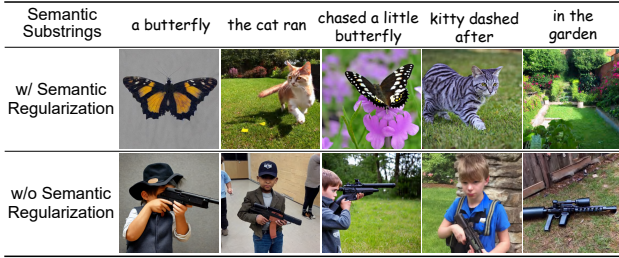 Semantic
Substrings
a butterfly
the cat ran
chased a little
butterfly
kitty dashed
after
in the
garden
w/ Semantic
Regularization
w/o Semantic
Regularization